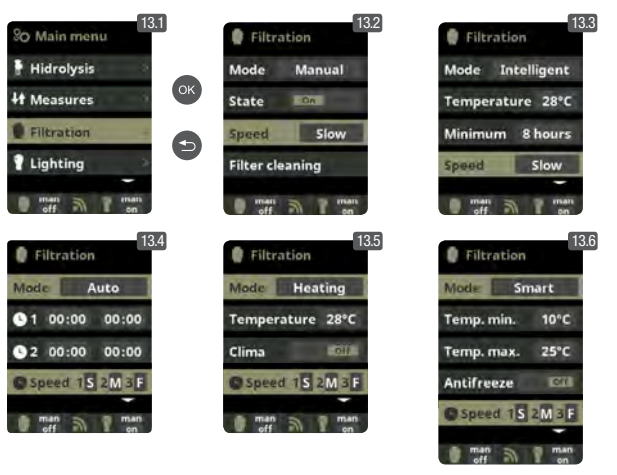 13.1
Main menu
Hidrolysis
Measures
Filtration
Lighting
man off man on
OK
13.2
Filtration
Mode Manual
State On
Speed Slow
Filter cleaning
man off man on
13.3
Filtration
Mode Intelligent
Temperature 28°C
Minimum 8 hours
Speed Slow
man off man on
13.4
Filtration
Mode Auto
1 00:00 00:00
2 00:00 00:00
Speed 1 S 2 M 3 F
man off man on
13.5
Filtration
Mode Heating
Temperature 28°C
Clima Off
Speed 1 S 2 M 3 F
man off man on
13.6
Filtration
Mode Smart
Temp. min. 10°C
Temp. max. 25°C
Antifreeze Off
Speed 1 S 2 M 3 F
man off man on